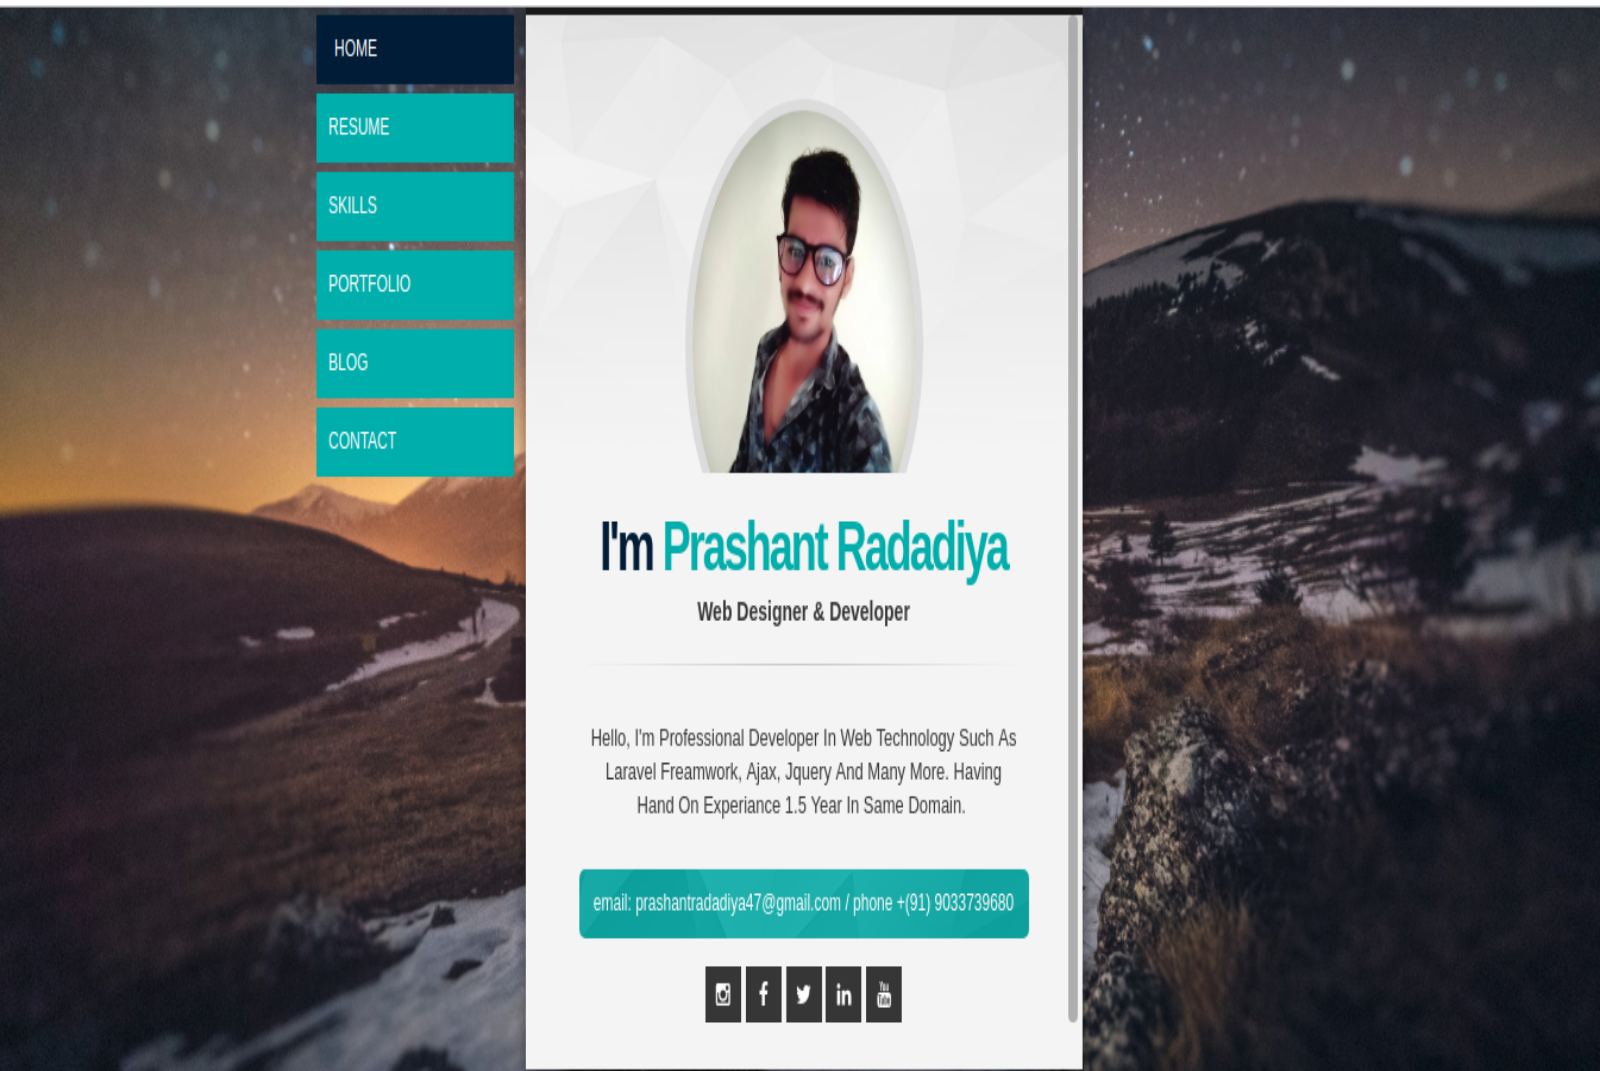 HOME
RESUME
SKILLS
PORTFOLIO
BLOG
CONTACT
I'm Prashant Radadiya
Web Designer & Developer
Hello, I'm Professional Developer In Web Technology Such As
Laravel Freamwork, Ajax, Jquery And Many More. Having
Hand On Experiance 1.5 Year In Same Domain.
email: prashantradadiya47@gmail.com / phone +(91) 9033739680
You
Tube